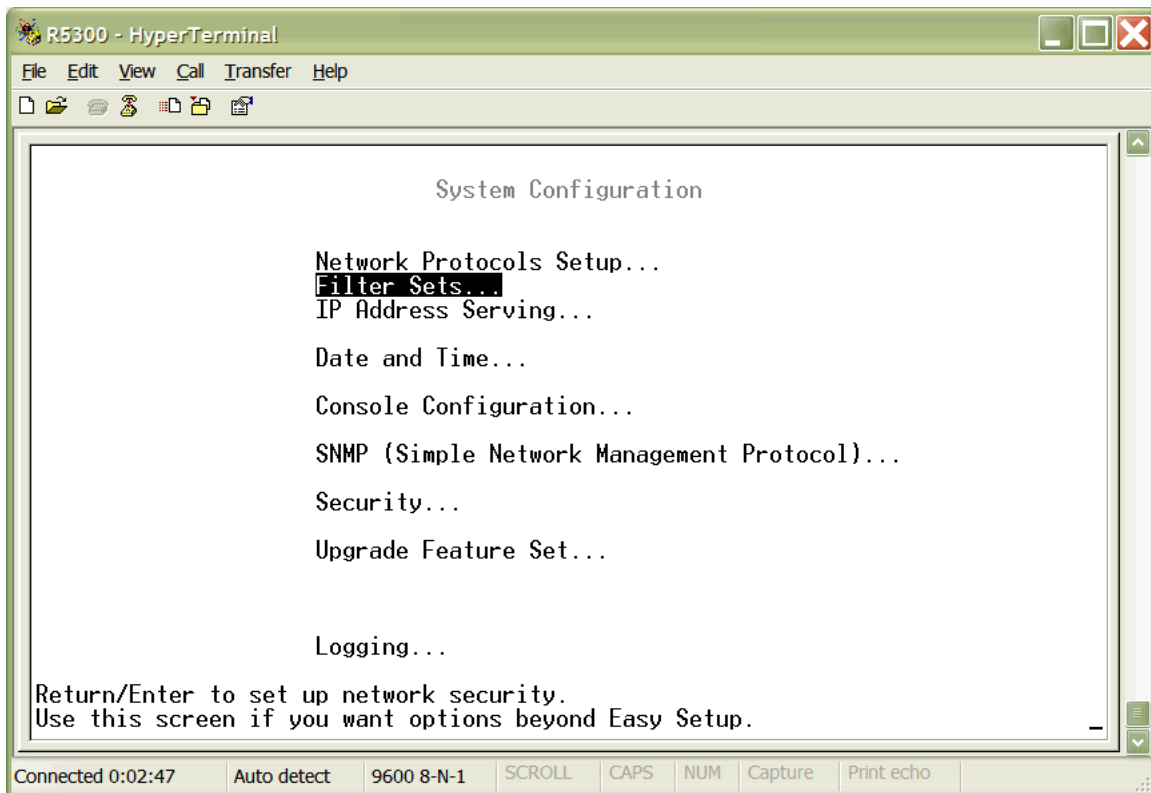 R5300 - HyperTerminal
File Edit View Call Transfer Help
System Configuration
Network Protocols Setup...
Filter Sets...
IP Address Serving...
Date and Time...
Console Configuration...
SNMP (Simple Network Management Protocol)...
Security...
Upgrade Feature Set...
Logging...
Return/Enter to set up network security.
Use this screen if you want options beyond Easy Setup.
Connected 0:02:47 Auto detect 9600 8-N-1 SCROLL CAPS NUM Capture Print echo